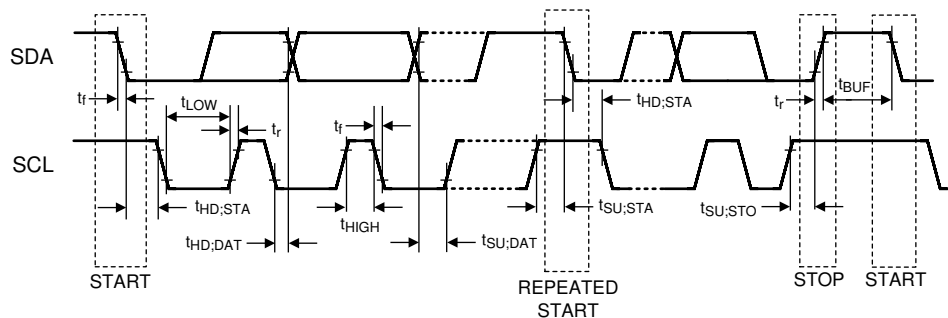 SDA
t_f
t_LOW
t_r
t_f
t_HD;STA
t_r
t_BUF
SCL
t_HD;STA
t_HD;DAT
t_HIGH
t_SU;DAT
t_SU;STA
t_SU;STO
START
REPEATED
START
STOP
START